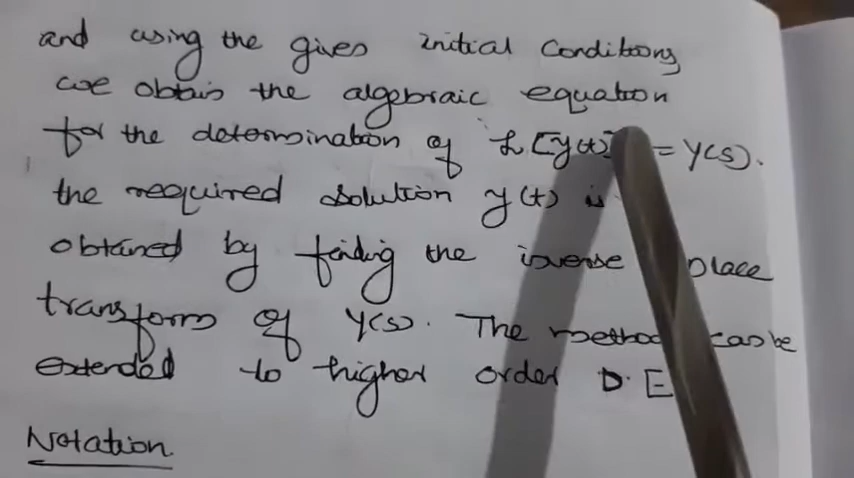 and using the given initial Conditions
we obtain the algebraic equation
for the determination of L[y(t)] = Y(s).
the required solution y(t) is
obtained by finding the inverse place
transform of Y(s). The method can be
extended to higher order D.E
Notation